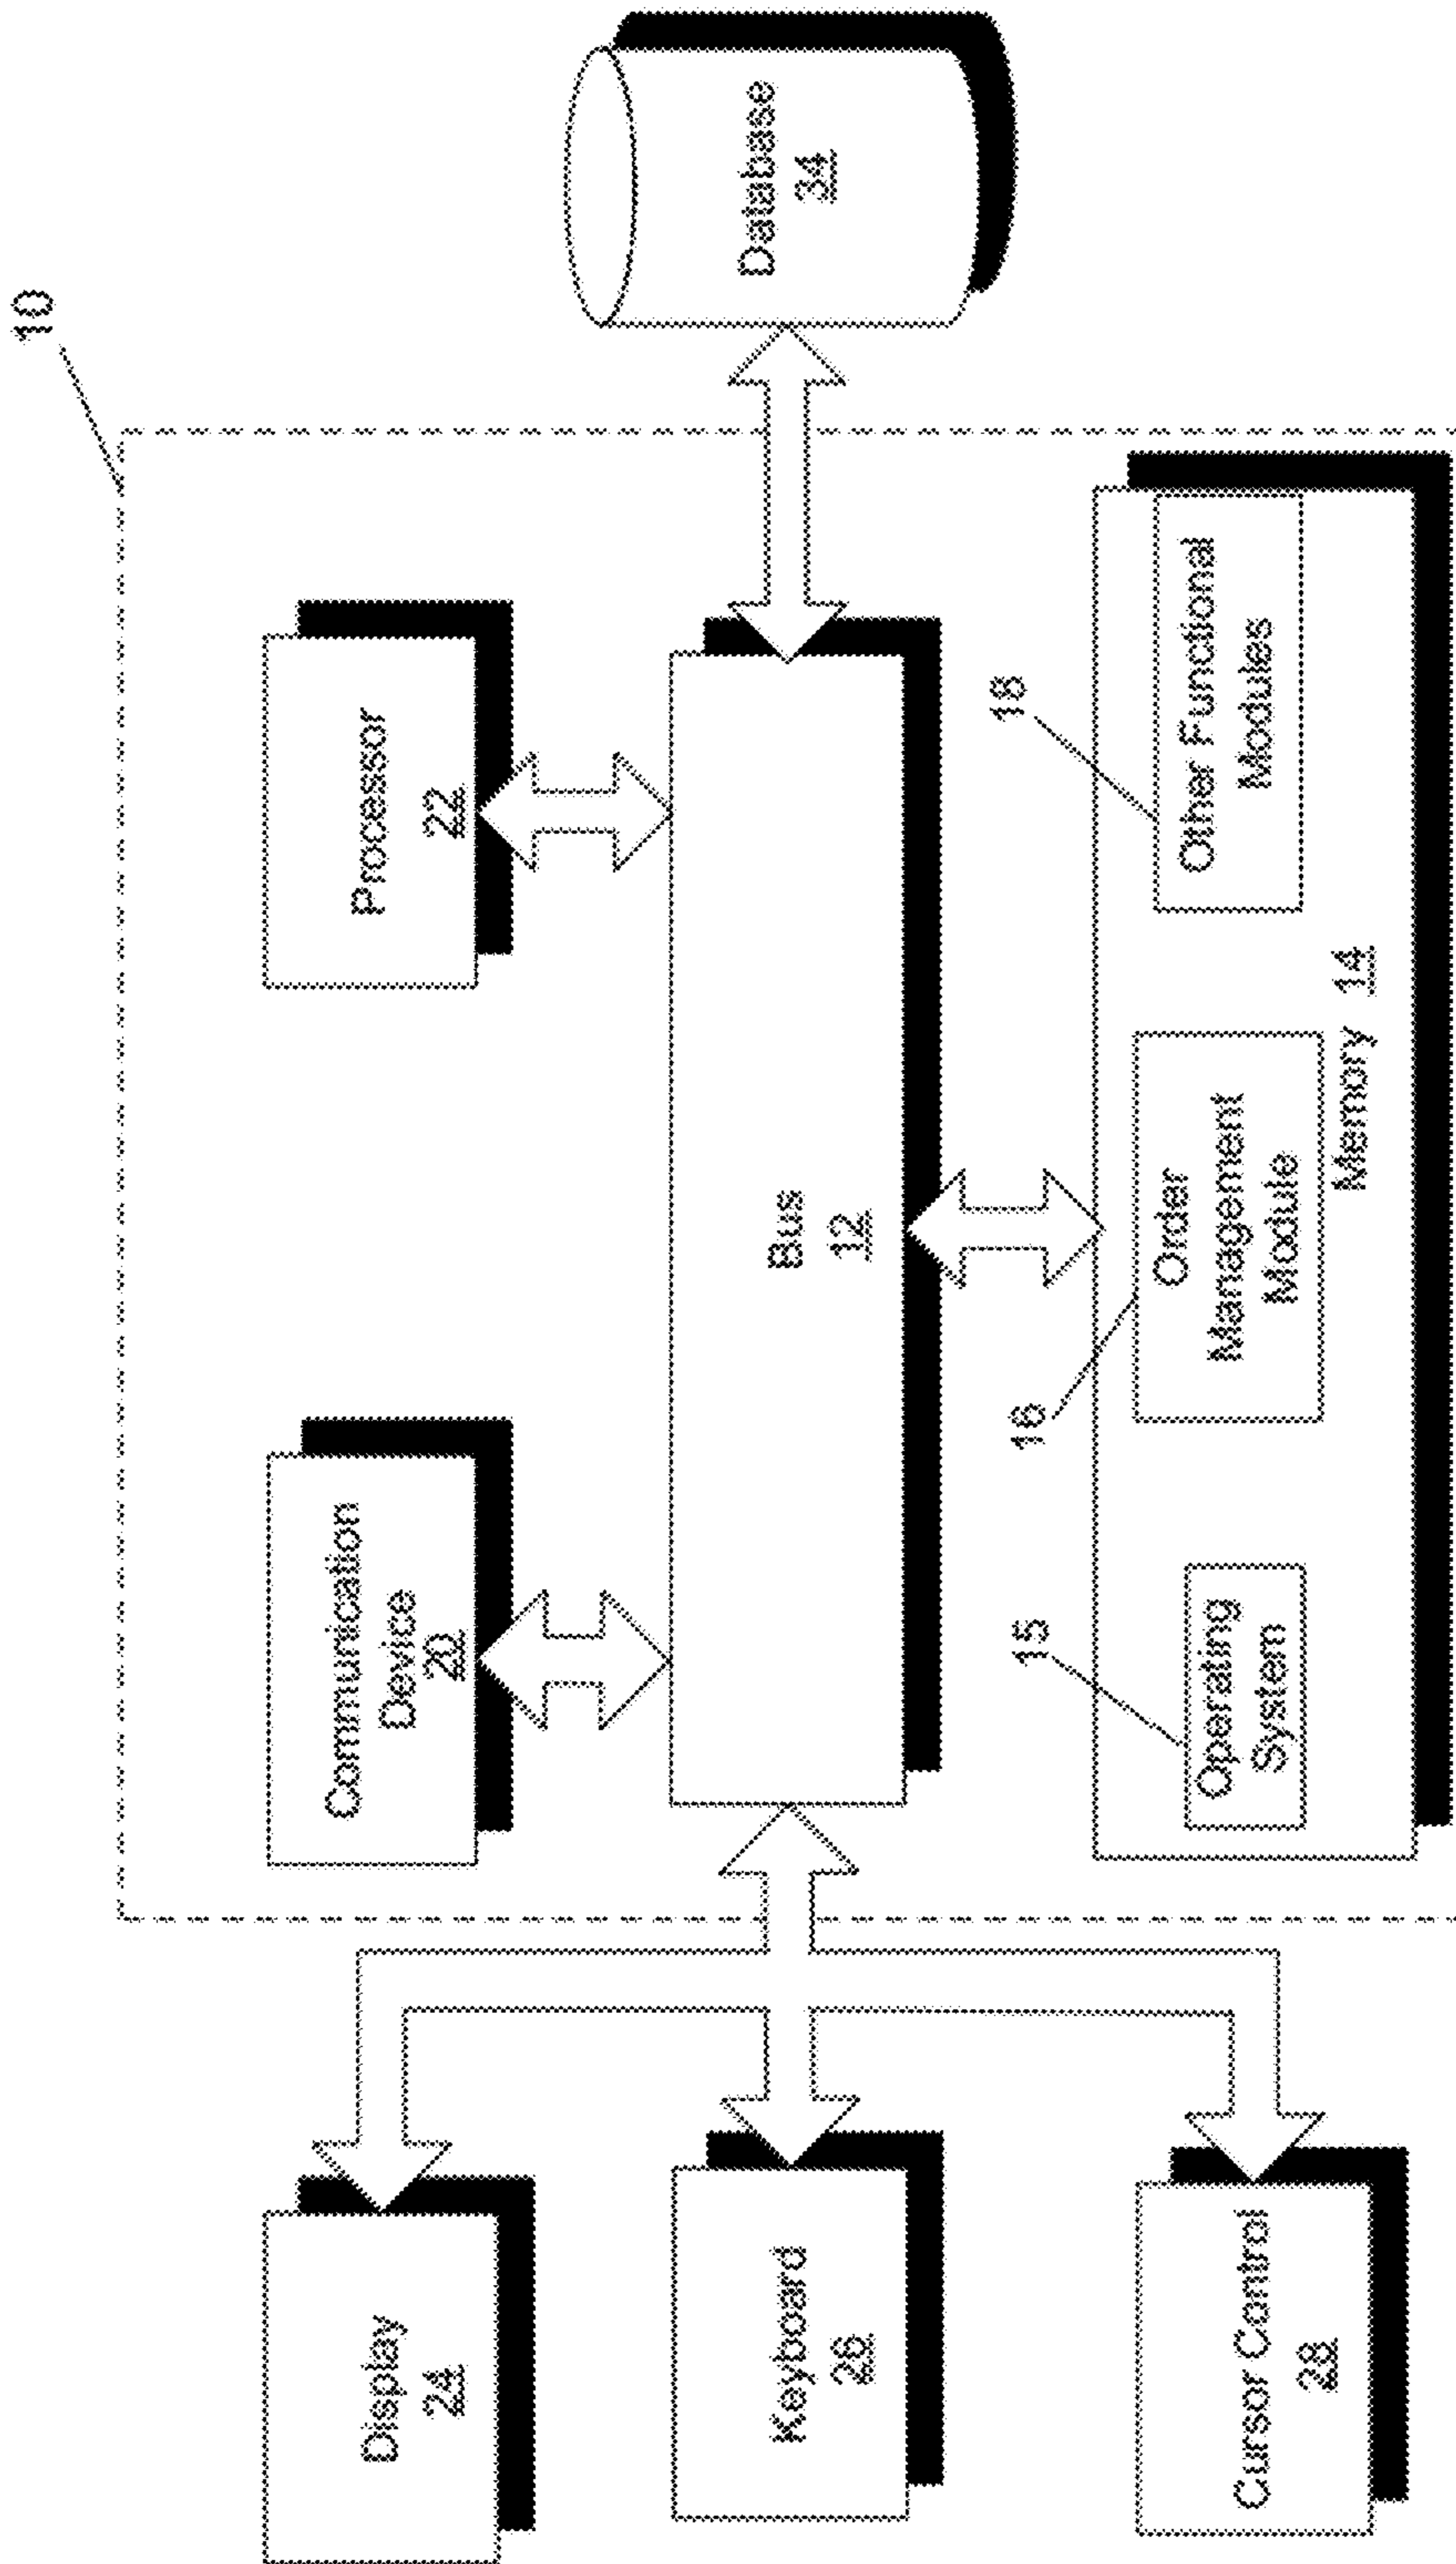 10
Display
24
Communication
Device
20
Processor
22
Keyboard
26
Bus
12
Database
34
Cursor Control
28
15
16
18
Operating
System
Order
Management
Module
Other Functional
Modules
Memory 14